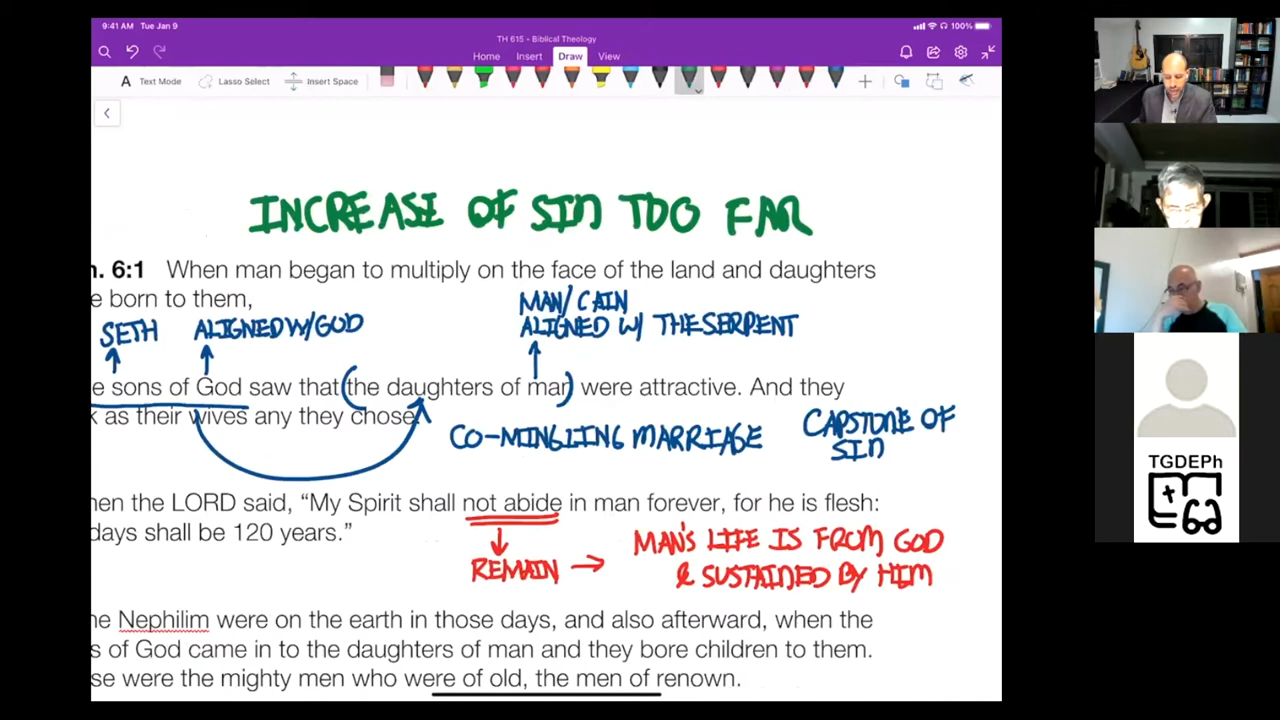 9:41 AM Tue Jan 9
100%
TH 615 - Biblical Theology
Home Insert Draw View
Text Mode Lasso Select Insert Space
INCREASE OF SIN TOO FAR
n. 6:1 When man began to multiply on the face of the land and daughters
e born to them,
MAN/CAIN
SETH ALIGNED W/GOD ALIGNED W/ THE SERPENT
e sons of God saw that (the daughters of man) were attractive. And they
k as their wives any they chose.
CO-MINGLING MARRIAGE CAPSTONE OF
SIN
hen the LORD said, “My Spirit shall not abide in man forever, for he is flesh:
days shall be 120 years.”
REMAIN → MAN'S LIFE IS FROM GOD
& SUSTAINED BY HIM
he Nephilim were on the earth in those days, and also afterward, when the
s of God came in to the daughters of man and they bore children to them.
se were the mighty men who were of old, the men of renown.
TGDEPh